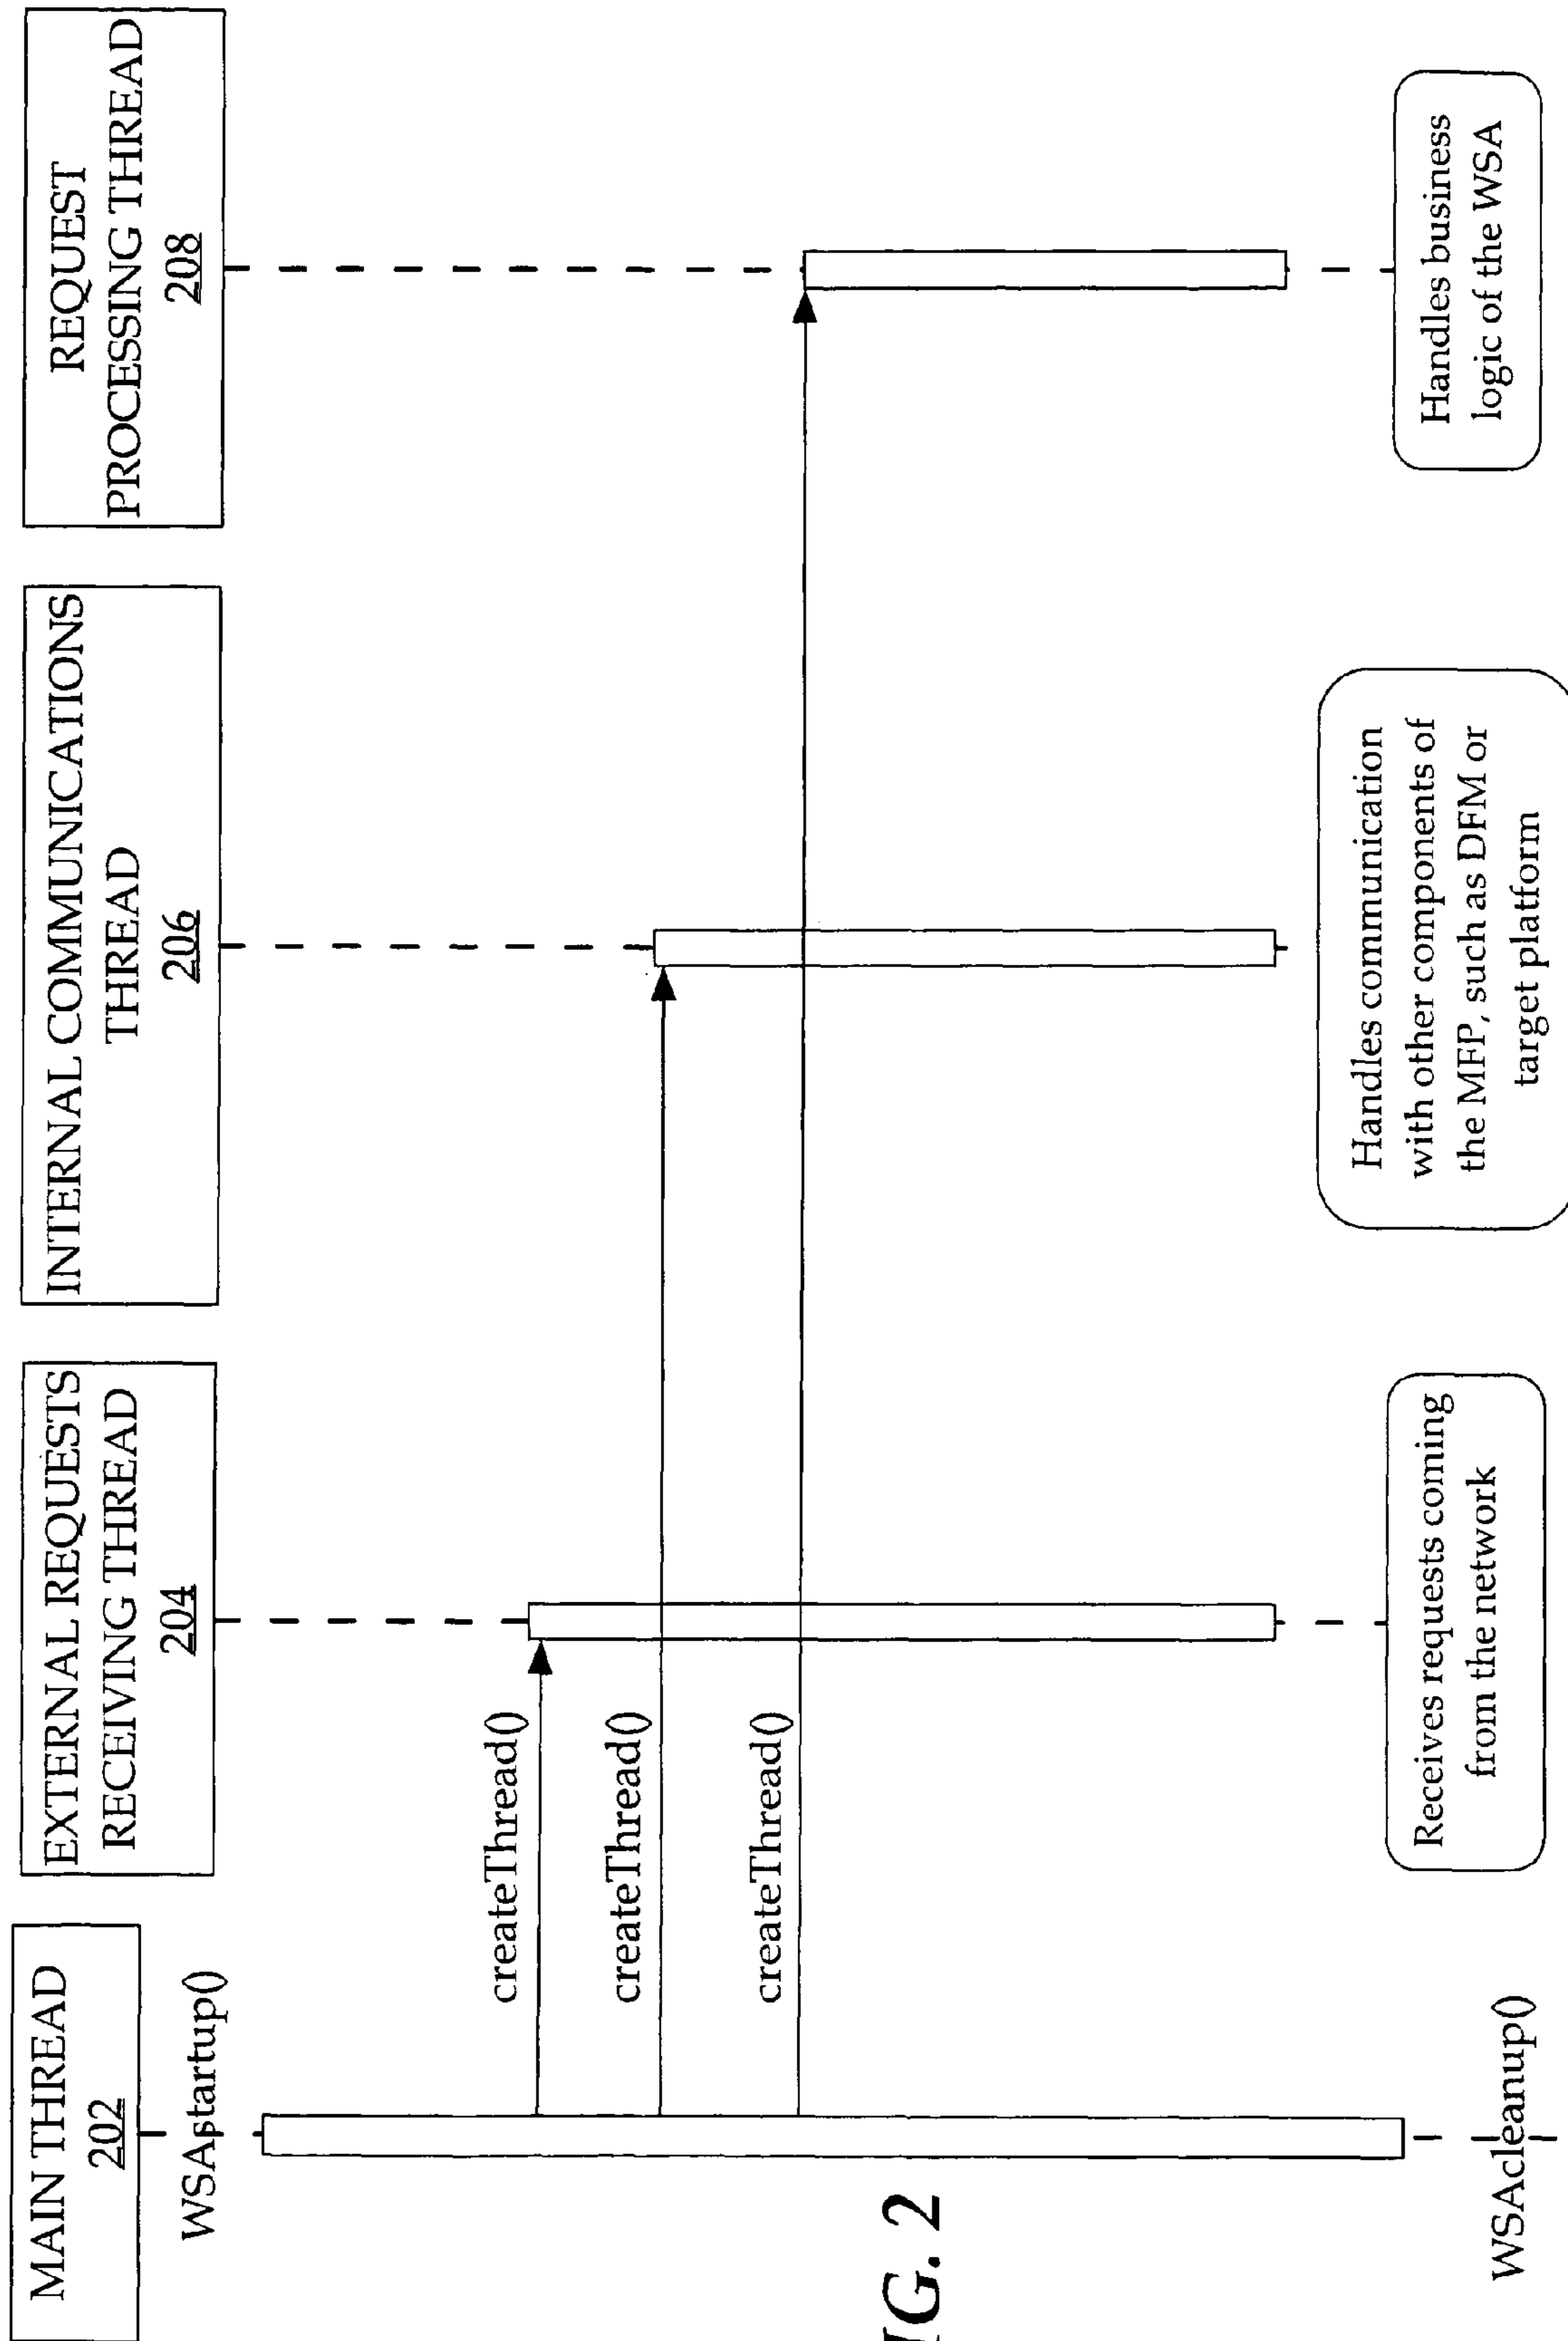 MAIN THREAD
202
EXTERNAL REQUESTS
RECEIVING THREAD
204
INTERNAL COMMUNICATIONS
THREAD
206
REQUEST
PROCESSING THREAD
208
WSAstartup()
createThread()
createThread()
createThread()
WSAcleanup()
Receives requests coming
from the network
Handles communication
with other components of
the MFP, such as DFM or
target platform
Handles business
logic of the WSA
IG. 2